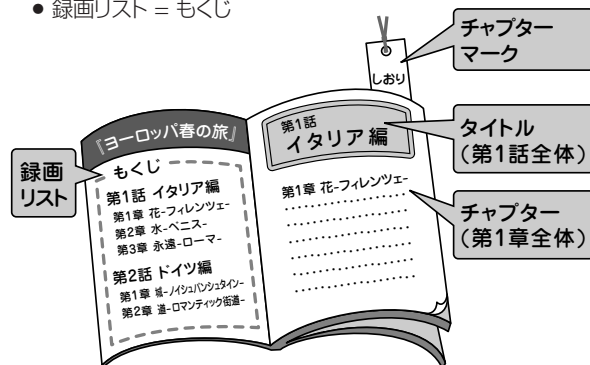 ● 録画リスト = もくじ
チャプター
マーク
しおり
『ヨーロッパ春の旅』
第1話
イタリア編
タイトル
(第1話全体)
録画
リスト
もくじ
第1話 イタリア編
第1章 花-フィレンツェ-
第2章 水-ベニス-
第3章 永遠-ローマ-
第2話 ドイツ編
第1章 城-ノイシュバンシュタイン-
第2章 道-ロマンティック街道-
第1章 花-フィレンツェ-
チャプター
(第1章全体)